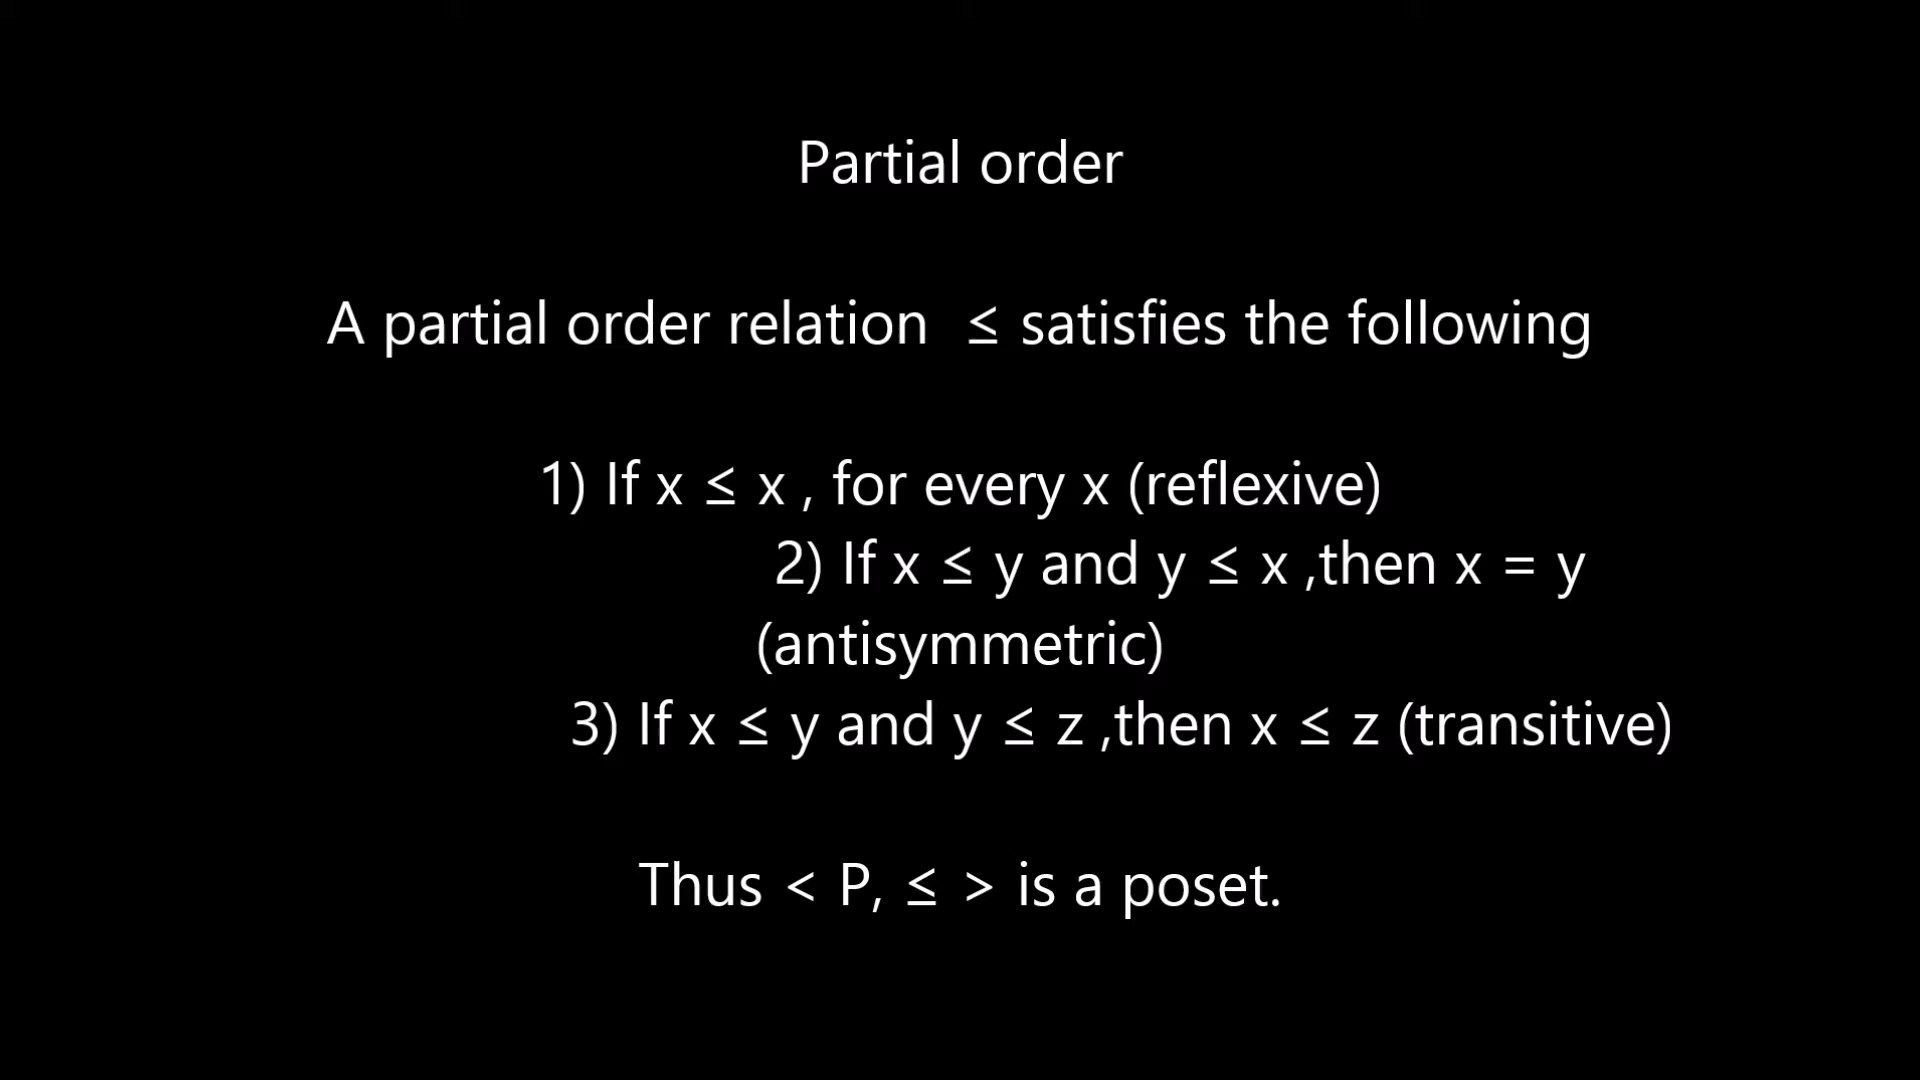 Partial order
A partial order relation  ≤ satisfies the following
1) If x ≤ x , for every x (reflexive)
2) If x ≤ y and y ≤ x ,then x = y
(antisymmetric)
3) If x ≤ y and y ≤ z ,then x ≤ z (transitive)
Thus < P, ≤ > is a poset.